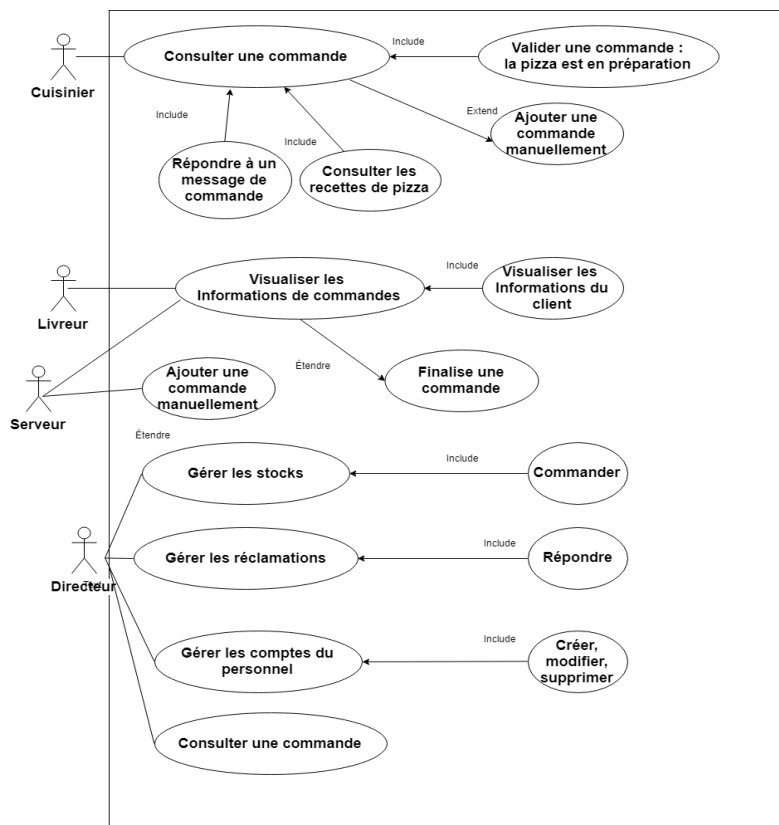 Consulter une commande
Include
Valider une commande :
la pizza est en préparation
Cuisinier
Include
Include
Extend
Ajouter une
commande
manuellement
Répondre à un
message de
commande
Consulter les
recettes de pizza
Visualiser les
Informations de commandes
Include
Visualiser les
Informations du
client
Livreur
Étendre
Finalise une
commande
Ajouter une
commande
manuellement
Serveur
Étendre
Gérer les stocks
Include
Commander
Gérer les réclamations
Include
Répondre
Directeur
Gérer les comptes du
personnel
Include
Créer,
modifier,
supprimer
Consulter une commande